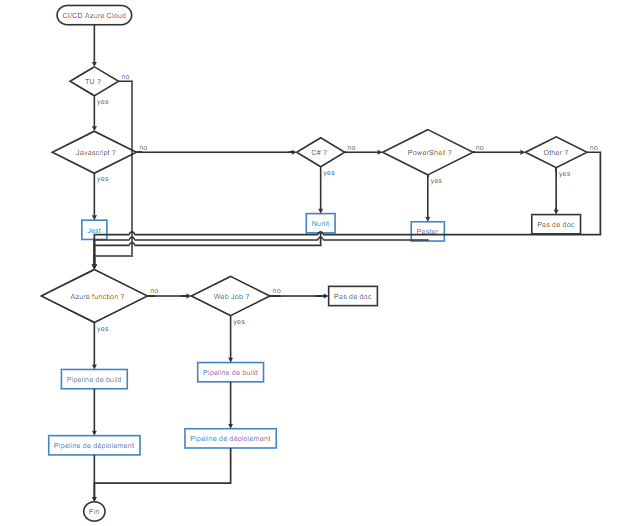 CI/CD Azure Cloud
TU ?
no
yes
Javascript ?
no
C# ?
no
PowerShell ?
no
Other ?
no
yes
yes
yes
yes
Jest
Nunit
Pester
Pas de doc
Azure function ?
no
Web Job ?
no
Pas de doc
yes
yes
Pipeline de build
Pipeline de build
Pipeline de déploiement
Pipeline de déploiement
Fin